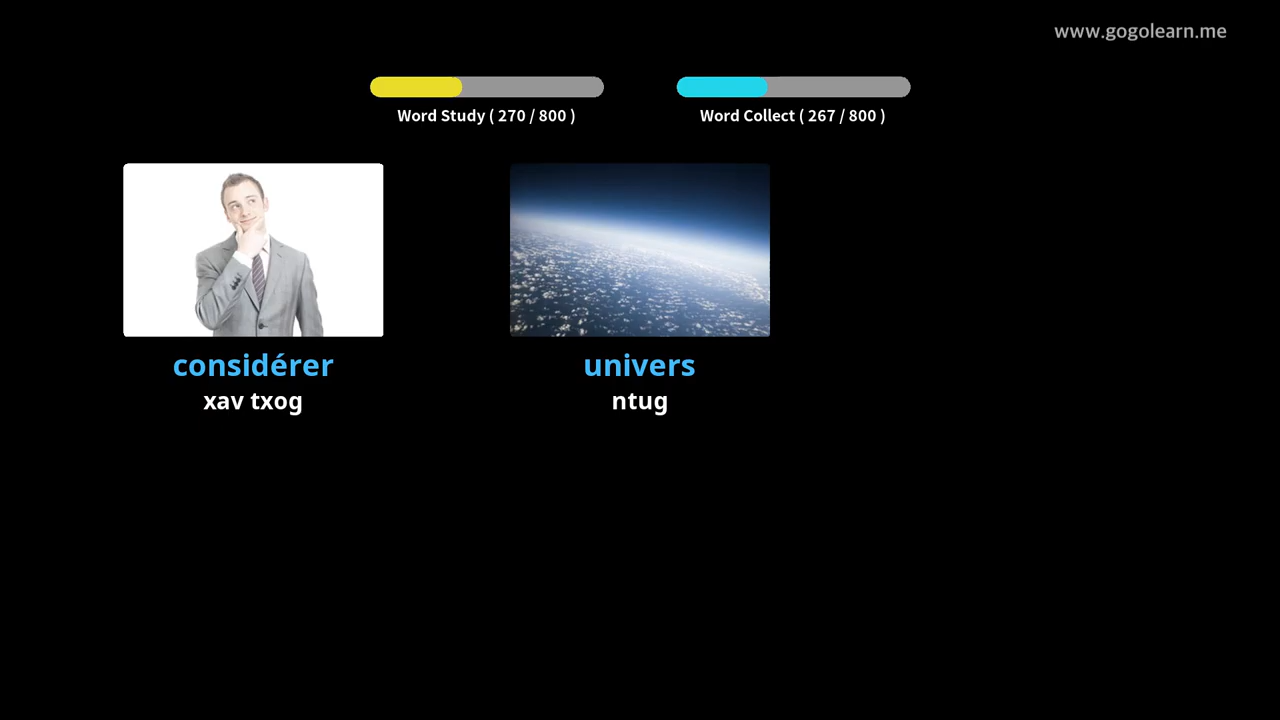 www.gogolearn.me
Word Study ( 270 / 800 )
Word Collect ( 267 / 800 )
considérer
xav txog
univers
ntug